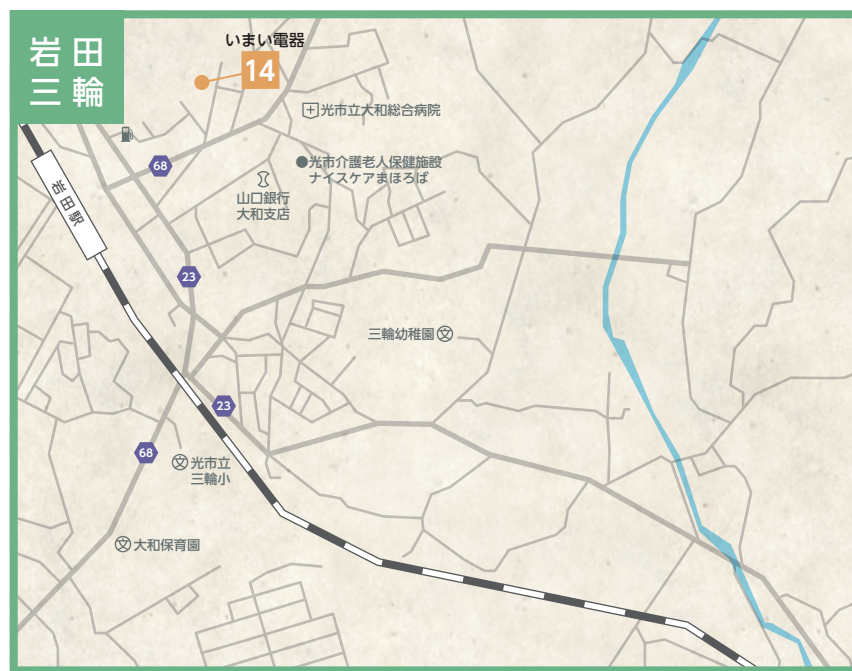 岩田
三輪
いまい電器
14
光市立大和総合病院
68
光市介護老人保健施設
ナイスケアまほろば
山口銀行
大和支店
岩田駅
23
三輪幼稚園
文
23
68
文
光市立
三輪小
文
大和保育園